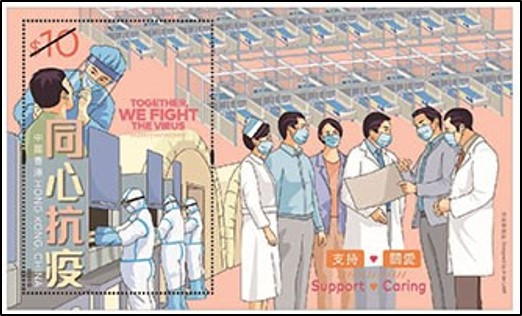 $10
TOGETHER,
WE FIGHT
THE VIRUS
同心抗疫
中國香港 HONG KONG, CHINA
支持 ♥ 關愛
Support ♥ Caring